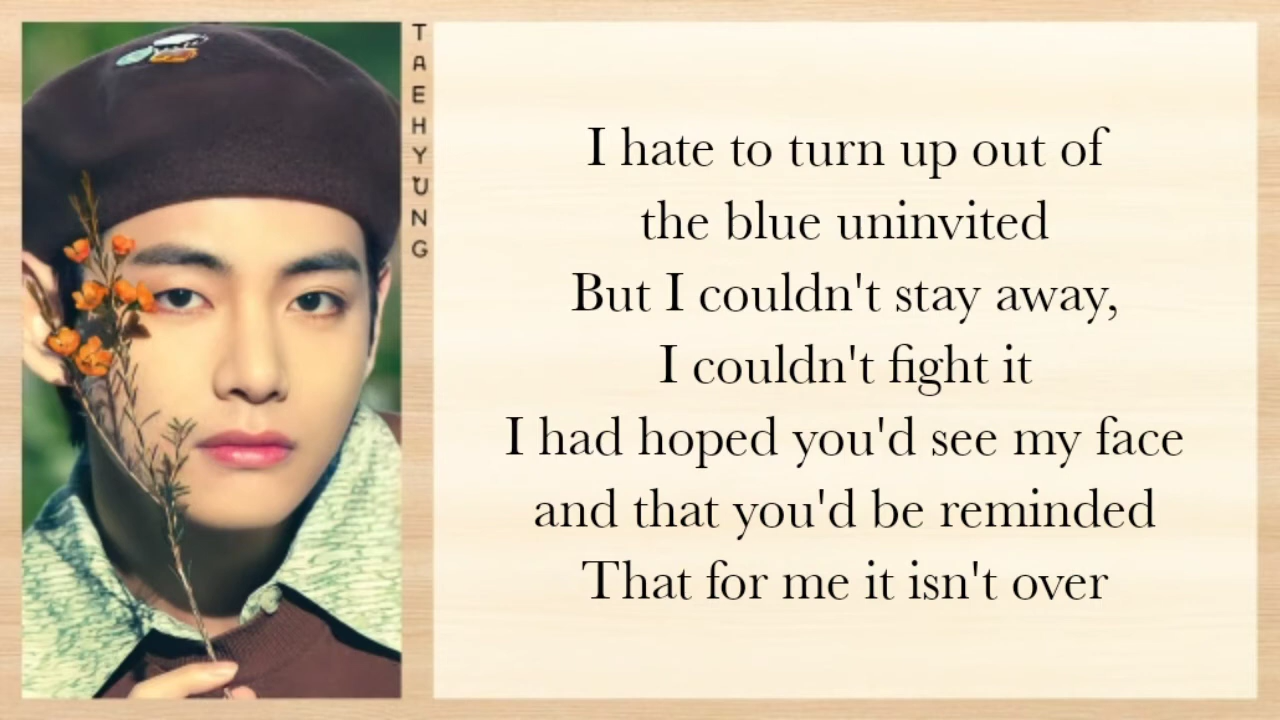 TAEHYUNG
I hate to turn up out of
the blue uninvited
But I couldn't stay away,
I couldn't fight it
I had hoped you'd see my face
and that you'd be reminded
That for me it isn't over